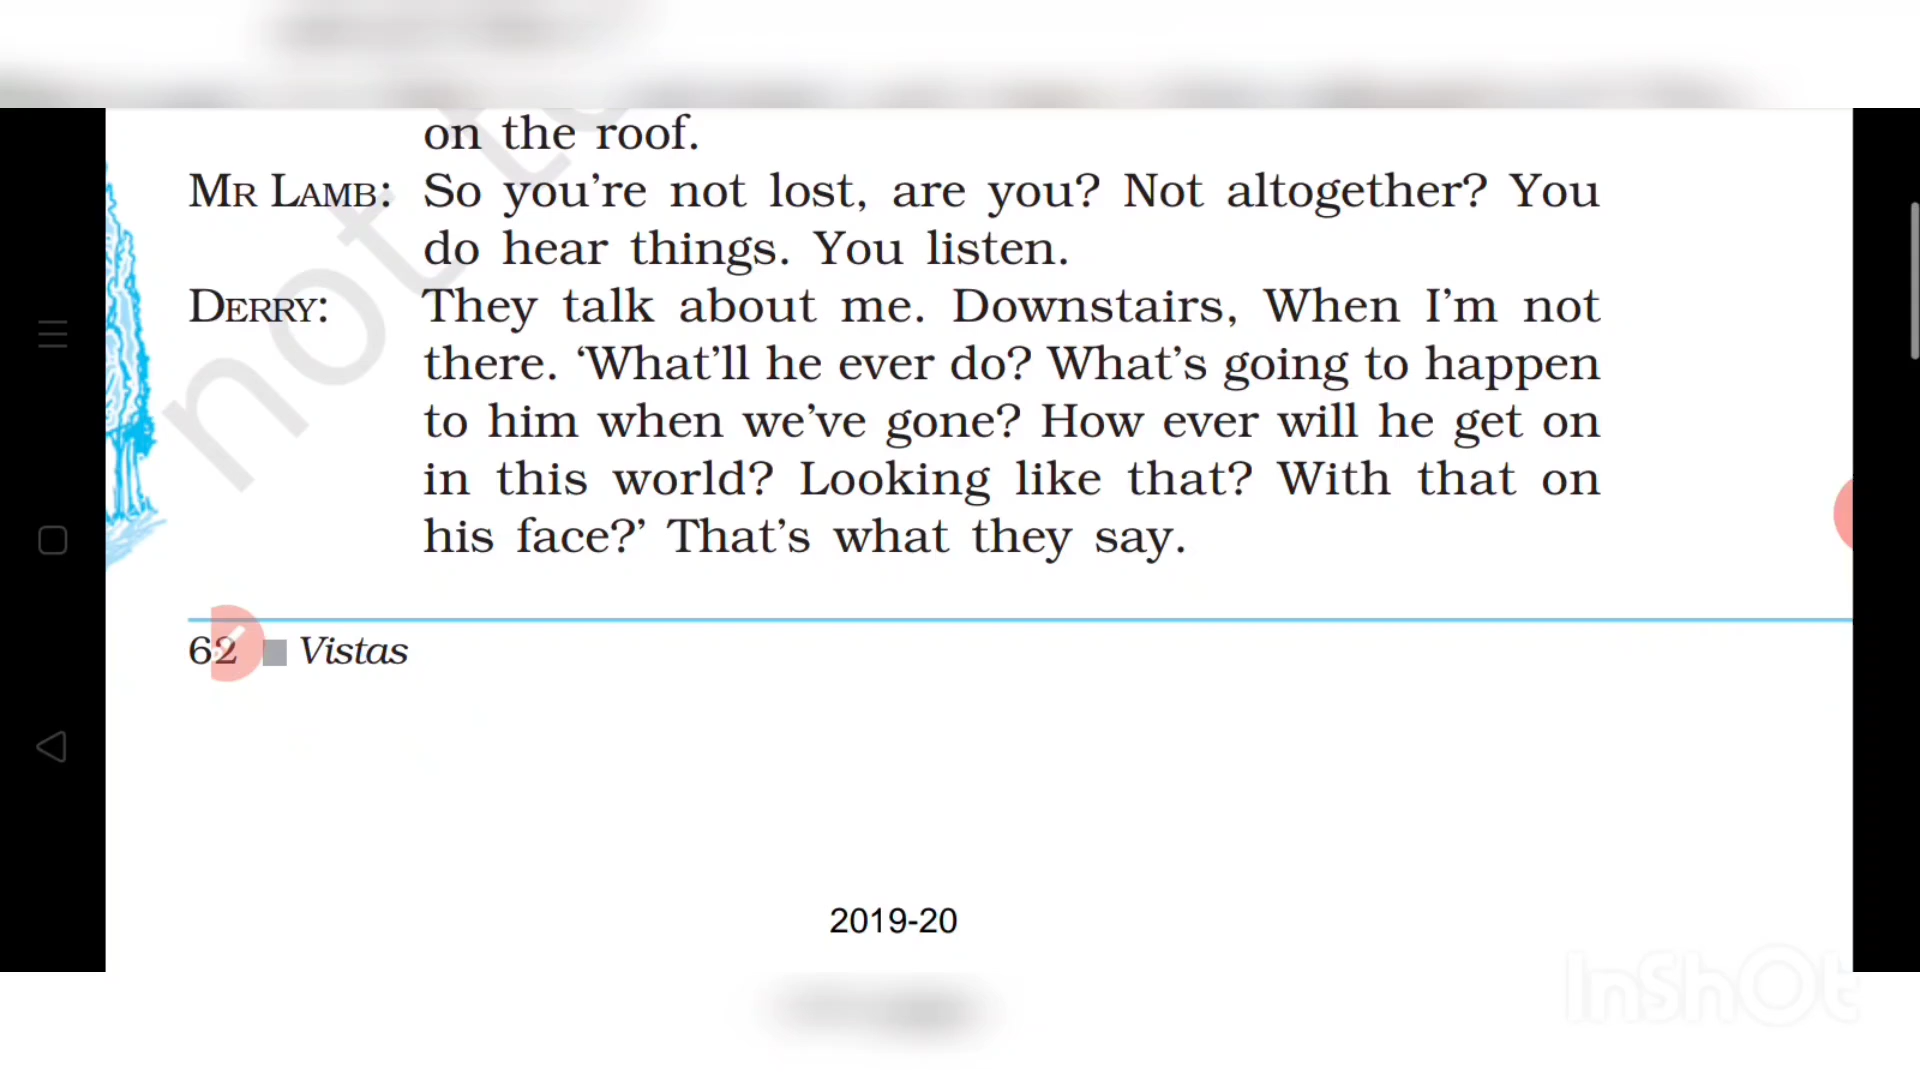 on the roof.
MR LAMB: So you're not lost, are you? Not altogether? You
do hear things. You listen.
DERRY: They talk about me. Downstairs, When I'm not
there. ‘What'll he ever do? What's going to happen
to him when we've gone? How ever will he get on
in this world? Looking like that? With that on
his face?’ That's what they say.
62 ■ Vistas
2019-20
not t
InShOt